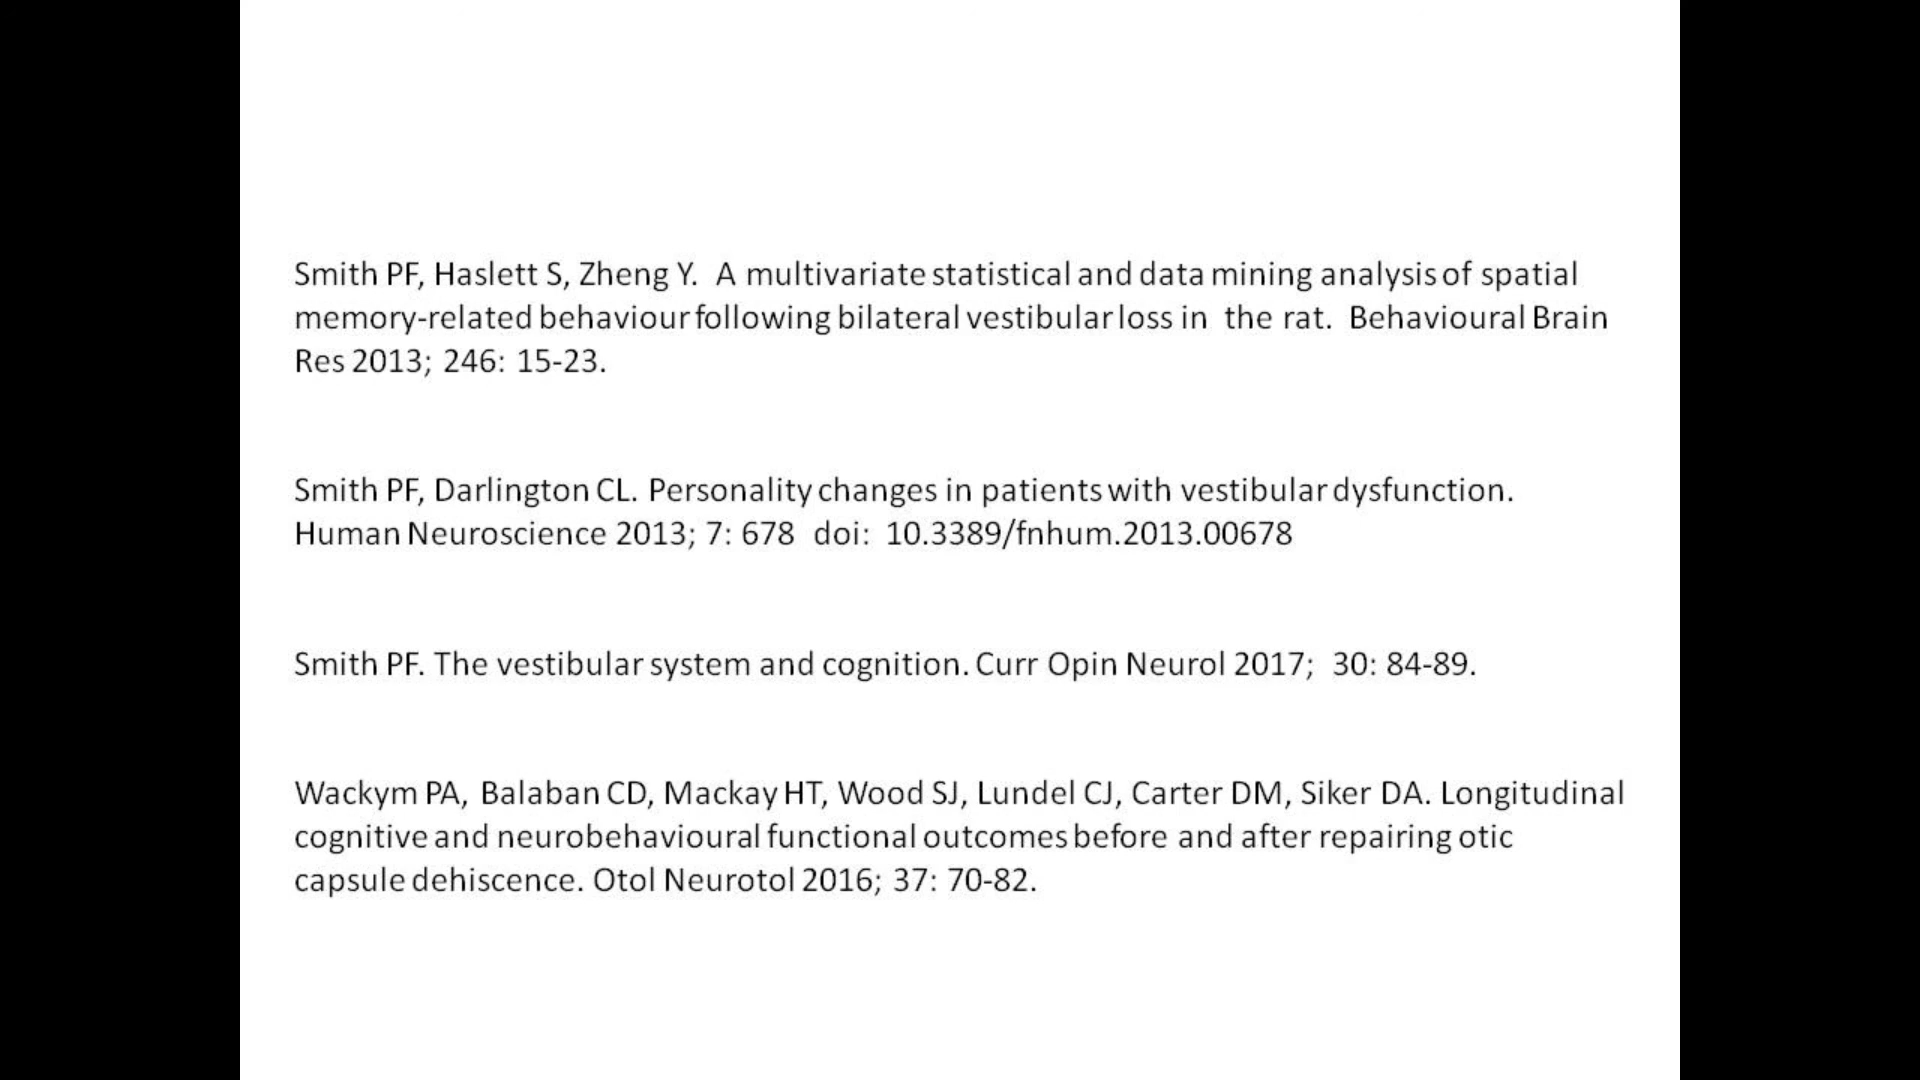 Smith PF, Haslett S, Zheng Y.  A multivariate statistical and data mining analysis of spatial
memory-related behaviour following bilateral vestibular loss in  the rat.  Behavioural Brain
Res 2013; 246: 15-23.
Smith PF, Darlington CL. Personality changes in patients with vestibular dysfunction.
Human Neuroscience 2013; 7: 678  doi:  10.3389/fnhum.2013.00678
Smith PF. The vestibular system and cognition. Curr Opin Neurol 2017;  30: 84-89.
Wackym PA, Balaban CD, Mackay HT, Wood SJ, Lundel CJ, Carter DM, Siker DA. Longitudinal
cognitive and neurobehavioural functional outcomes before and after repairing otic
capsule dehiscence. Otol Neurotol 2016; 37: 70-82.